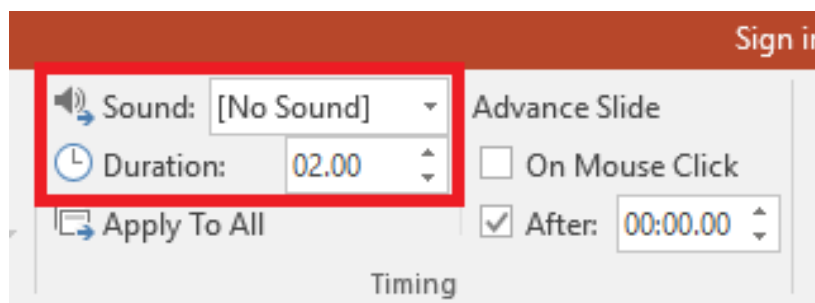 Sign in
Sound: [No Sound] Advance Slide
Duration: 02.00 On Mouse Click
Apply To All After: 00:00.00
Timing